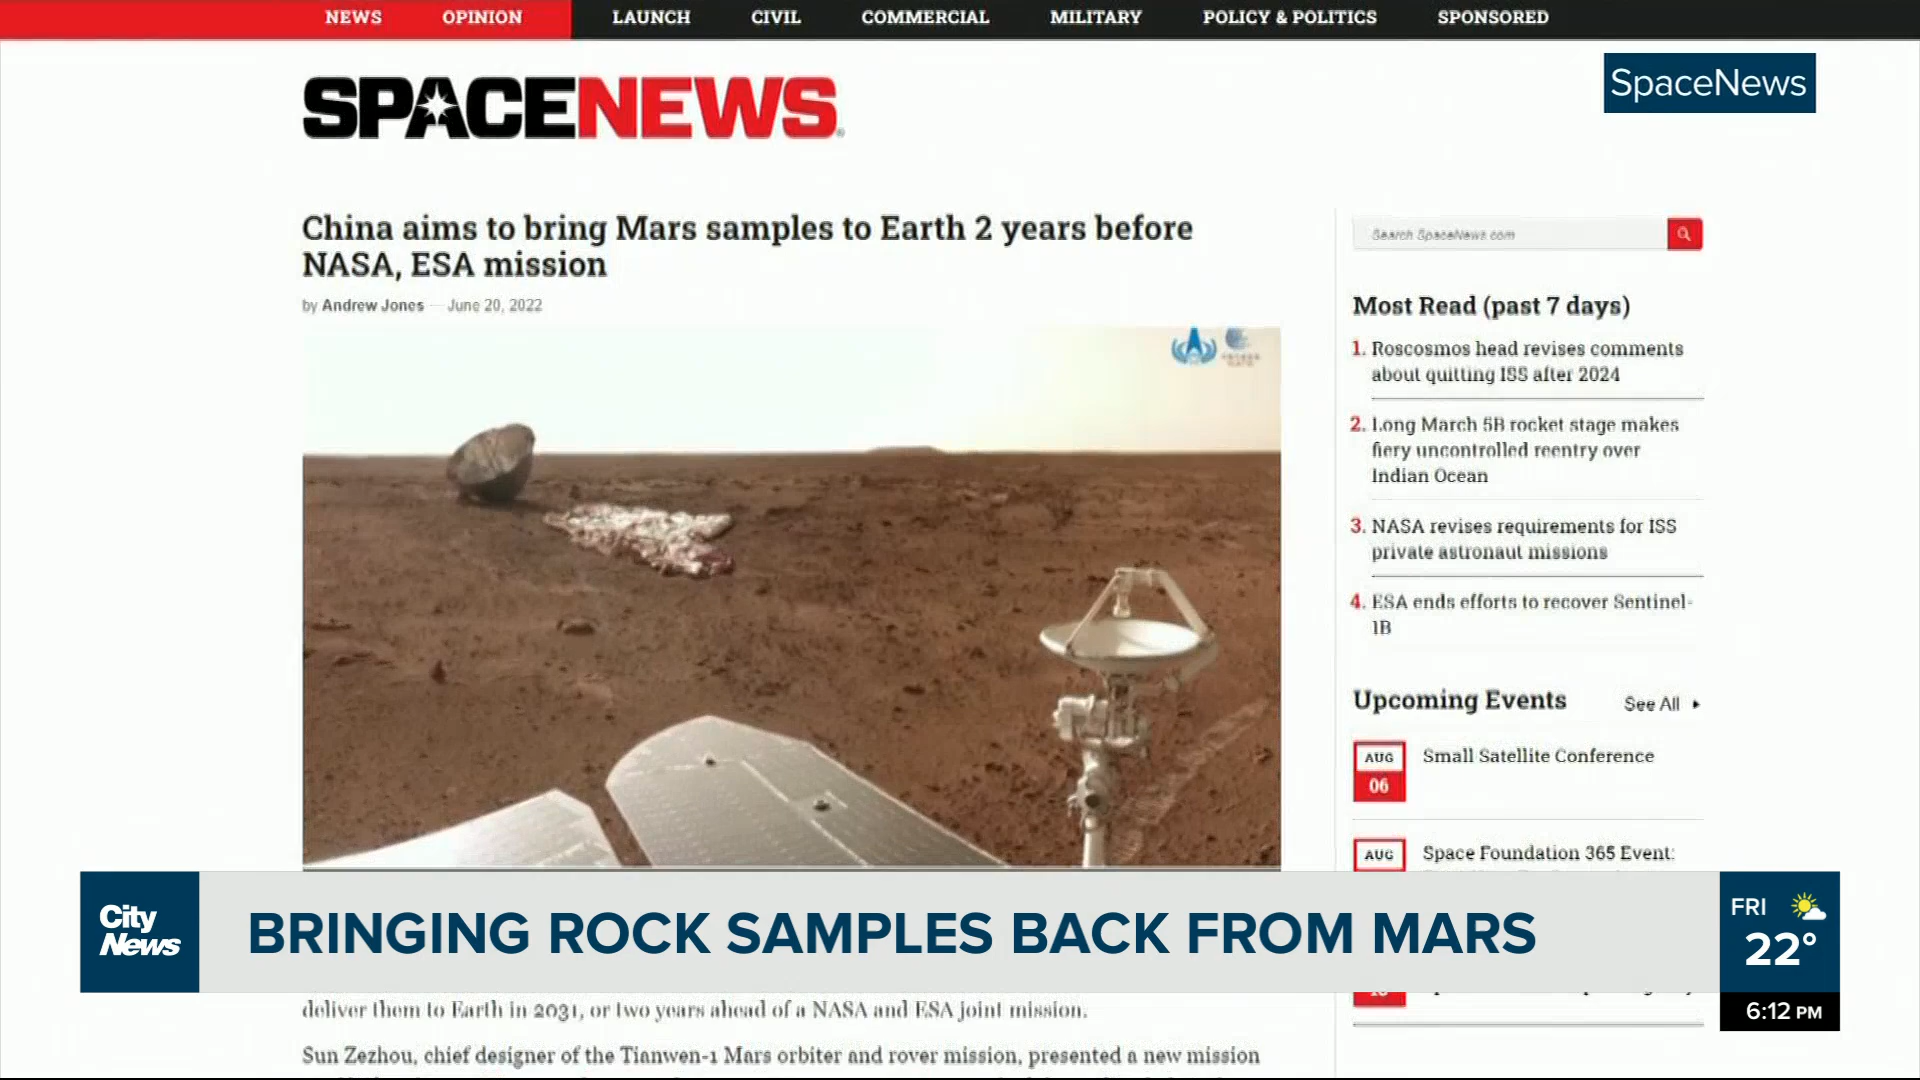 NEWS OPINION LAUNCH CIVIL COMMERCIAL MILITARY POLICY & POLITICS SPONSORED
SPACENEWS
SpaceNews
China aims to bring Mars samples to Earth 2 years before
NASA, ESA mission
by Andrew Jones — June 20, 2022
Search SpaceNews.com
Most Read (past 7 days)
1. Roscosmos head revises comments
about quitting ISS after 2024
2. Long March 5B rocket stage makes
fiery uncontrolled reentry over
Indian Ocean
3. NASA revises requirements for ISS
private astronaut missions
4. ESA ends efforts to recover Sentinel-
1B
Upcoming Events See All
AUG
06
Small Satellite Conference
AUG
Space Foundation 365 Event:
City
News
BRINGING ROCK SAMPLES BACK FROM MARS
FRI
22°
6:12 PM
deliver them to Earth in 2031, or two years ahead of a NASA and ESA joint mission.
Sun Zezhou, chief designer of the Tianwen-1 Mars orbiter and rover mission, presented a new mission